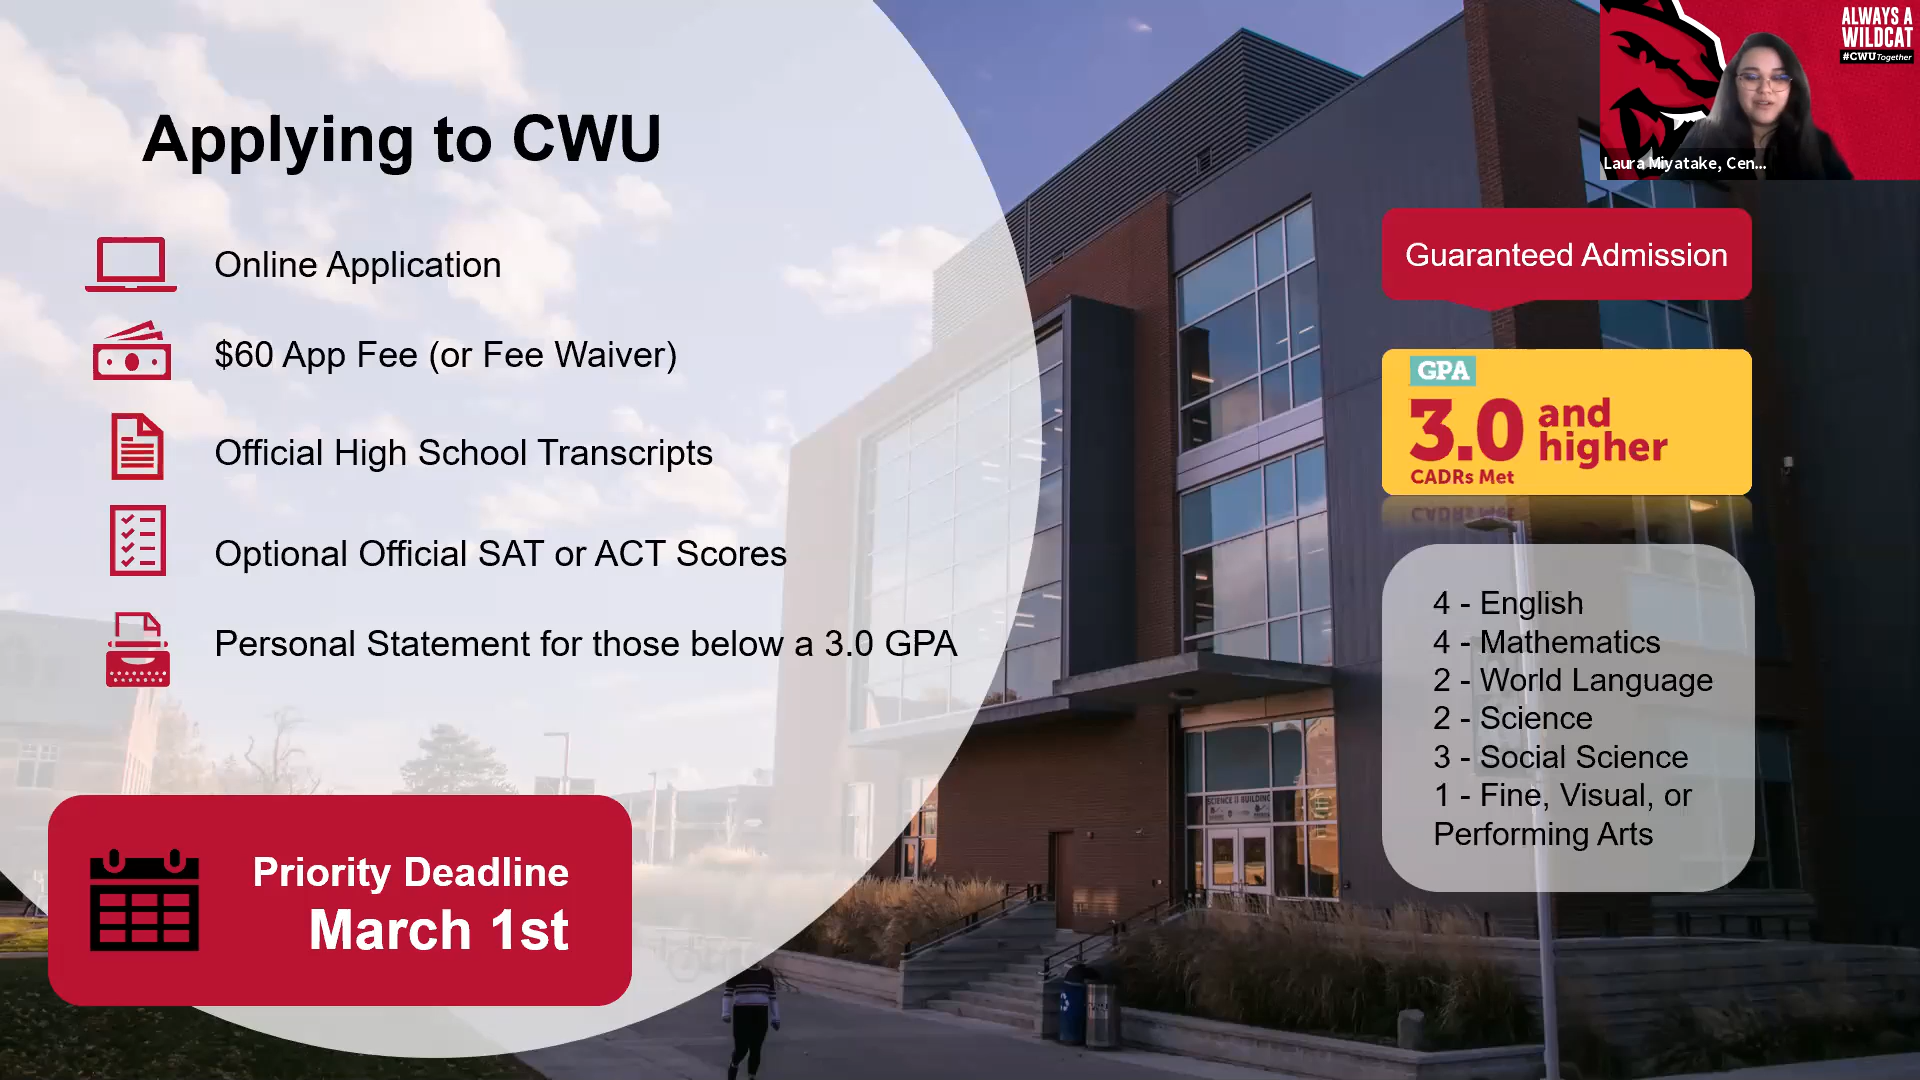 Applying to CWU
Online Application
$60 App Fee (or Fee Waiver)
Official High School Transcripts
Optional Official SAT or ACT Scores
Personal Statement for those below a 3.0 GPA
Priority Deadline
March 1st
ALWAYS A
WILDCAT
#CWUTogether
Laura Miyatake, Cen...
Guaranteed Admission
GPA
3.0 and
higher
CADRs Met
4 - English
4 - Mathematics
2 - World Language
2 - Science
3 - Social Science
1 - Fine, Visual, or
Performing Arts
SCIENCE II BUILDING